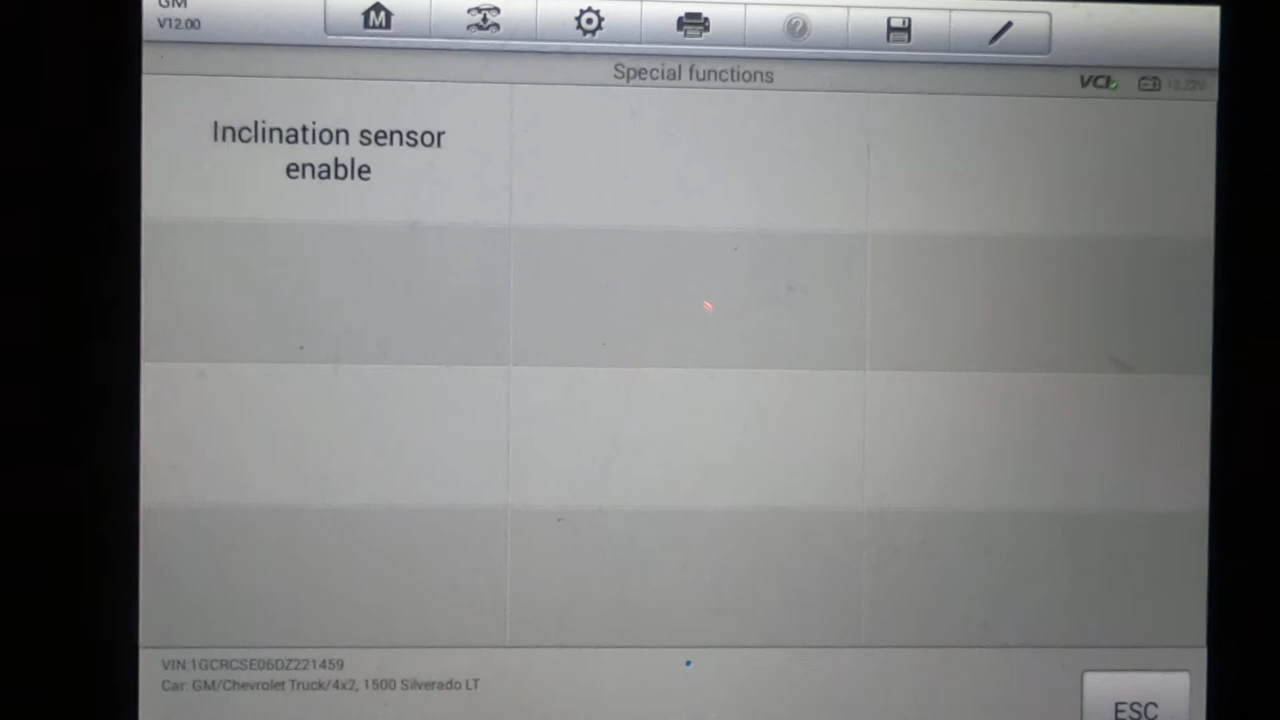 GM
V12.00
M
?
Special functions
VCI
Inclination sensor
enable
VIN:1GCRCSE06DZ221459
Car: GM/Chevrolet Truck/4x2, 1500 Silverado LT
ESC